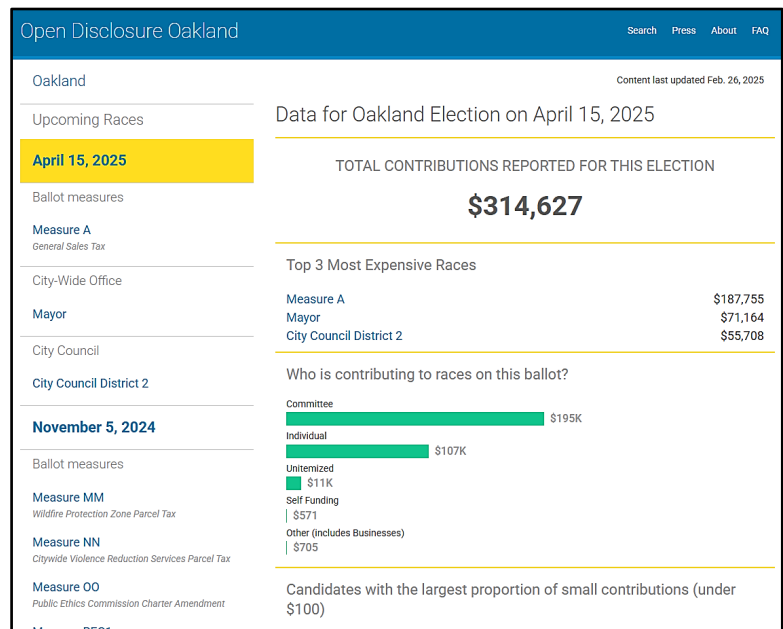 Open Disclosure Oakland
Search Press About FAQ
Oakland
Upcoming Races
April 15, 2025
Ballot measures
Measure A
General Sales Tax
City-Wide Office
Mayor
City Council
City Council District 2
November 5, 2024
Ballot measures
Measure MM
Wildfire Protection Zone Parcel Tax
Measure NN
Citywide Violence Reduction Services Parcel Tax
Measure OO
Public Ethics Commission Charter Amendment
Content last updated Feb. 26, 2025
Data for Oakland Election on April 15, 2025
TOTAL CONTRIBUTIONS REPORTED FOR THIS ELECTION
$314,627
Top 3 Most Expensive Races
Measure A $187,755
Mayor $71,164
City Council District 2 $55,708
Who is contributing to races on this ballot?
Committee
$195K
Individual
$107K
Unitemized
$11K
Self Funding
$571
Other (includes Businesses)
$705
Candidates with the largest proportion of small contributions (under
$100)